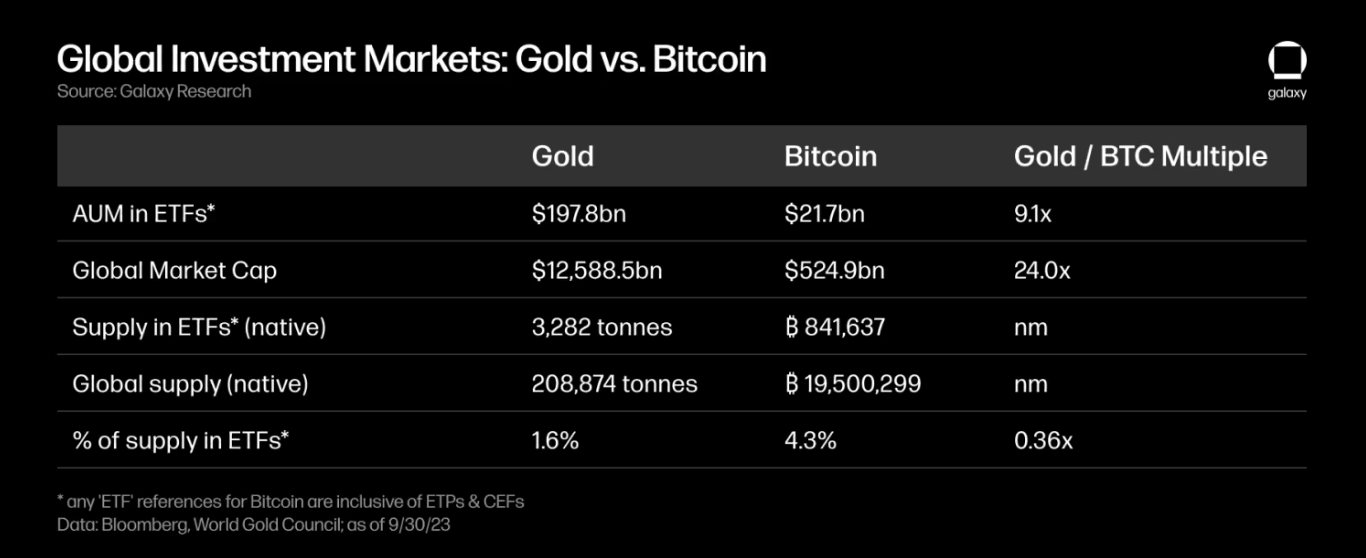 Global Investment Markets: Gold vs. Bitcoin
Source: Galaxy Research
galaxy
Gold Bitcoin Gold / BTC Multiple
AUM in ETFs* $197.8bn $21.7bn 9.1x
Global Market Cap $12,588.5bn $524.9bn 24.0x
Supply in ETFs* (native) 3,282 tonnes ₿ 841,637 nm
Global supply (native) 208,874 tonnes ₿ 19,500,299 nm
% of supply in ETFs* 1.6% 4.3% 0.36x
* any 'ETF' references for Bitcoin are inclusive of ETPs & CEFs
Data: Bloomberg, World Gold Council; as of 9/30/23